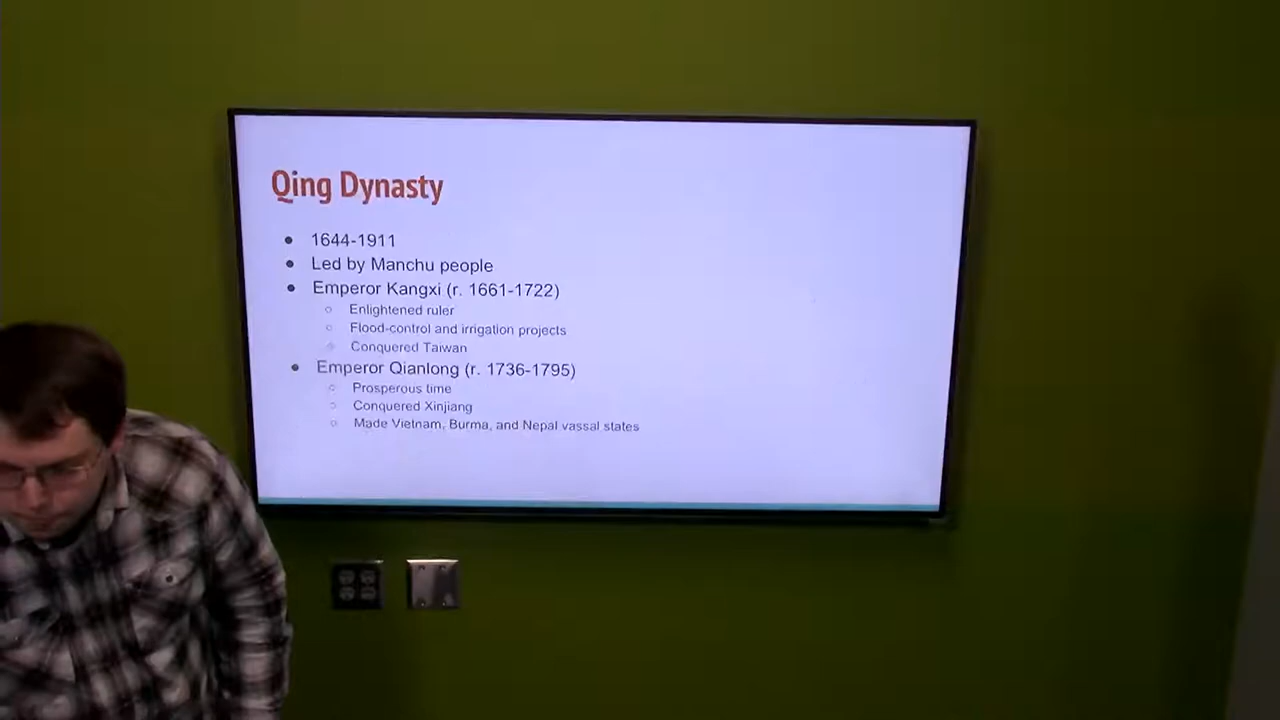 Qing Dynasty
● 1644-1911
● Led by Manchu people
● Emperor Kangxi (r. 1661-1722)
○ Enlightened ruler
○ Flood-control and irrigation projects
○ Conquered Taiwan
● Emperor Qianlong (r. 1736-1795)
○ Prosperous time
○ Conquered Xinjiang
○ Made Vietnam, Burma, and Nepal vassal states